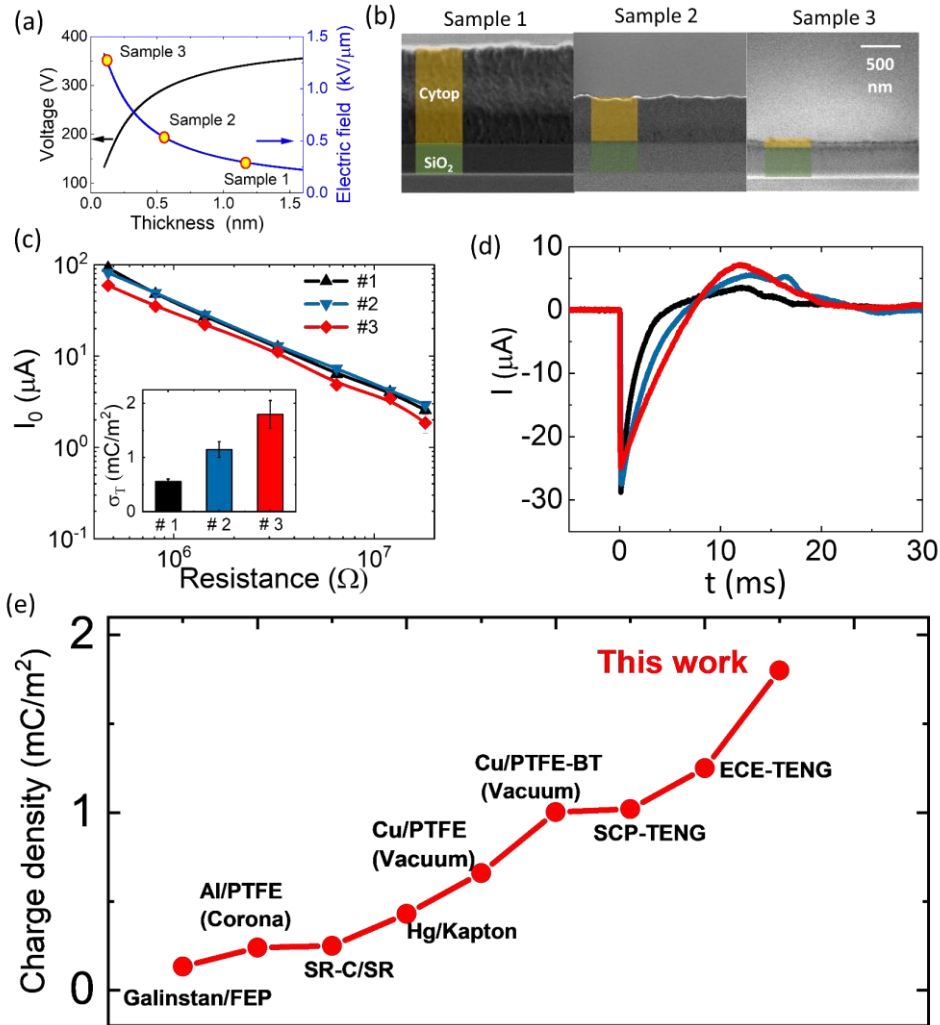 (a)
400
300
200
100
Voltage (V)
0.0
0.5
1.0
1.5
Thickness (nm)
1.5
1.0
0.5
0.0
Electric field (kV/μm)
Sample 3
Sample 2
Sample 1
(b)
Sample 1
Sample 2
Sample 3
Cytop
SiO₂
500
nm
(c)
10²
10¹
10⁰
10⁻¹
I₀ (μA)
#1
#2
#3
2
1
0
σ_T (mC/m²)
# 1
# 2
# 3
10⁶
10⁷
Resistance (Ω)
(d)
10
0
-10
-20
-30
I (μA)
0
10
20
30
t (ms)
(e)
2
1
0
Charge density (mC/m²)
This work
ECE-TENG
Cu/PTFE-BT
(Vacuum)
SCP-TENG
Cu/PTFE
(Vacuum)
Hg/Kapton
Al/PTFE
(Corona)
SR-C/SR
Galinstan/FEP